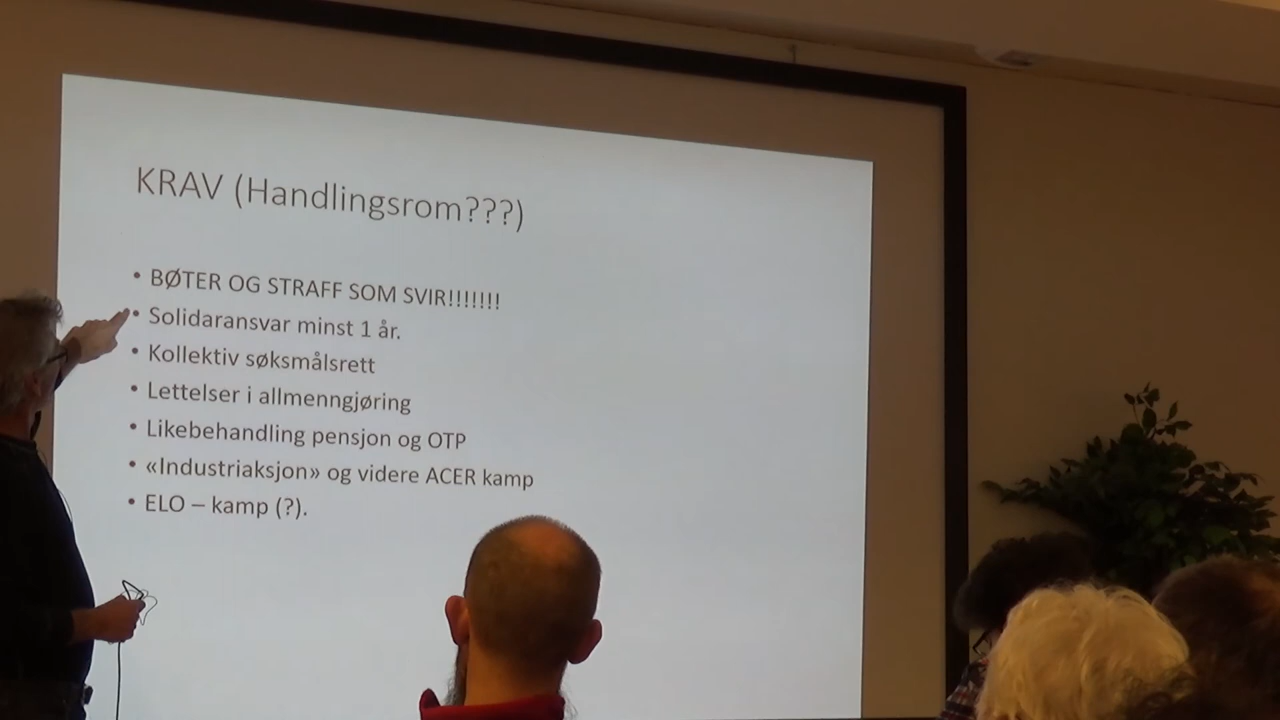 KRAV (Handlingsrom???)
• BØTER OG STRAFF SOM SVIR!!!!!!!
• Solidaransvar minst 1 år.
• Kollektiv søksmålsrett
• Lettelser i allmenngjøring
• Likebehandling pensjon og OTP
• «Industriaksjon» og videre ACER kamp
• ELO – kamp (?).